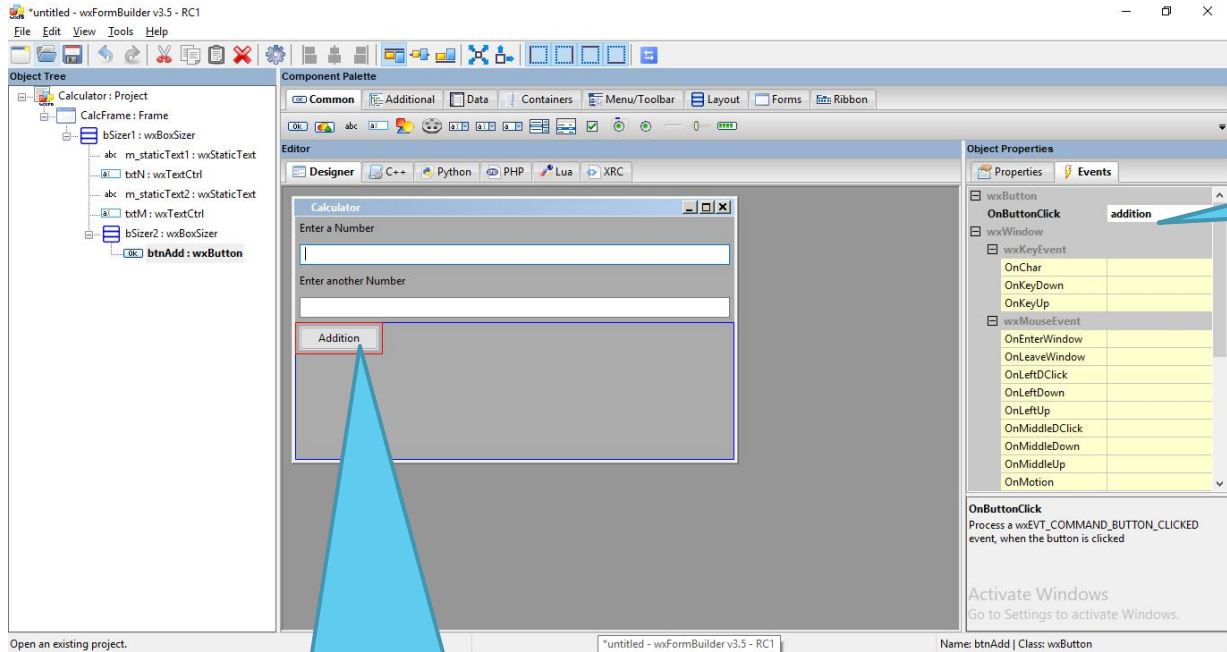 *untitled - wxFormBuilder v3.5 - RC1
File Edit View Tools Help
Object Tree
Calculator : Project
CalcFrame : Frame
bSizer1 : wxBoxSizer
abc m_staticText1 : wxStaticText
txtN : wxTextCtrl
abc m_staticText2 : wxStaticText
txtM : wxTextCtrl
bSizer2 : wxBoxSizer
OK btnAdd : wxButton
Component Palette
Common Additional Data Containers Menu/Toolbar Layout Forms Ribbon
Editor
Designer C++ Python PHP Lua XRC
Calculator
Enter a Number
Enter another Number
Addition
Object Properties
Properties Events
wxButton
OnButtonClick addition
wxWindow
wxKeyEvent
OnChar
OnKeyDown
OnKeyUp
wxMouseEvent
OnEnterWindow
OnLeaveWindow
OnLeftDClick
OnLeftDown
OnLeftUp
OnMiddleDClick
OnMiddleDown
OnMiddleUp
OnMotion
OnButtonClick
Process a wxEVT_COMMAND_BUTTON_CLICKED
event, when the button is clicked
Activate Windows
Go to Settings to activate Windows.
Open an existing project.
*untitled - wxFormBuilder v3.5 - RC1
Name: btnAdd | Class: wxButton